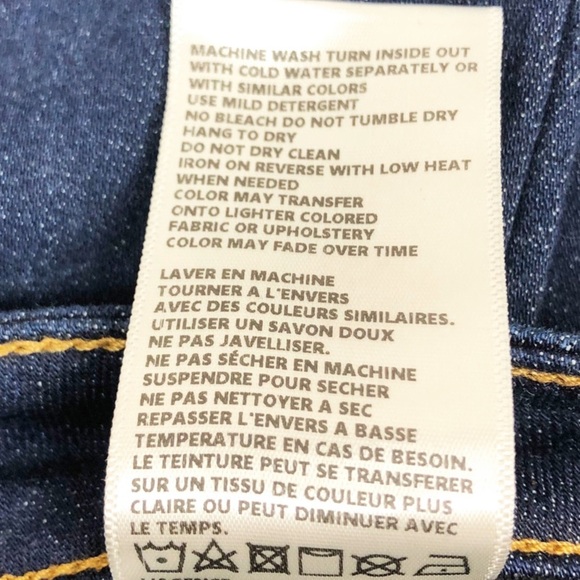 MACHINE WASH TURN INSIDE OUT
WITH COLD WATER SEPARATELY OR
WITH SIMILAR COLORS
USE MILD DETERGENT
NO BLEACH DO NOT TUMBLE DRY
HANG TO DRY
DO NOT DRY CLEAN
IRON ON REVERSE WITH LOW HEAT
WHEN NEEDED
COLOR MAY TRANSFER
ONTO LIGHTER COLORED
FABRIC OR UPHOLSTERY
COLOR MAY FADE OVER TIME
LAVER EN MACHINE
TOURNER A L'ENVERS
AVEC DES COULEURS SIMILAIRES.
UTILISER UN SAVON DOUX
NE PAS JAVELLISER.
NE PAS SÉCHER EN MACHINE
SUSPENDRE POUR SECHER
NE PAS NETTOYER A SEC
REPASSER L'ENVERS A BASSE
TEMPERATURE EN CAS DE BESOIN.
LE TEINTURE PEUT SE TRANSFERER
SUR UN TISSU DE COULEUR PLUS
CLAIRE OU PEUT DIMINUER AVEC
LE TEMPS.